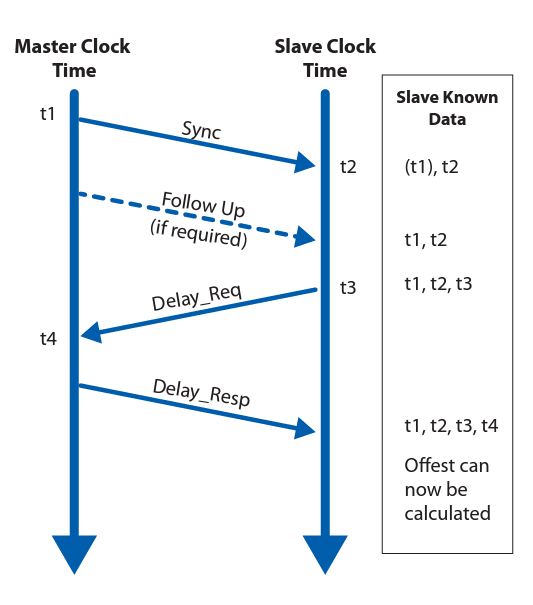 Master Clock
Time
Slave Clock
Time
Slave Known
Data
t1
Sync
t2
(t1), t2
Follow Up
(if required)
t1, t2
t3
t1, t2, t3
Delay_Req
t4
Delay_Resp
t1, t2, t3, t4
Offest can
now be
calculated